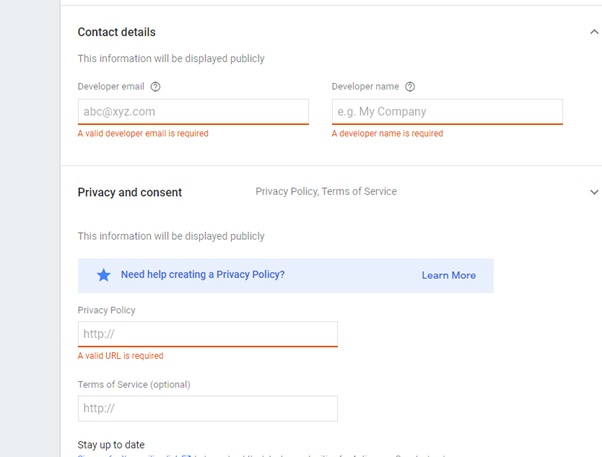 Contact details
This information will be displayed publicly
Developer email Developer name
abc@xyz.com e.g. My Company
A valid developer email is required A developer name is required
Privacy and consent Privacy Policy, Terms of Service
This information will be displayed publicly
Need help creating a Privacy Policy? Learn More
Privacy Policy
http://
A valid URL is required
Terms of Service (optional)
http://
Stay up to date